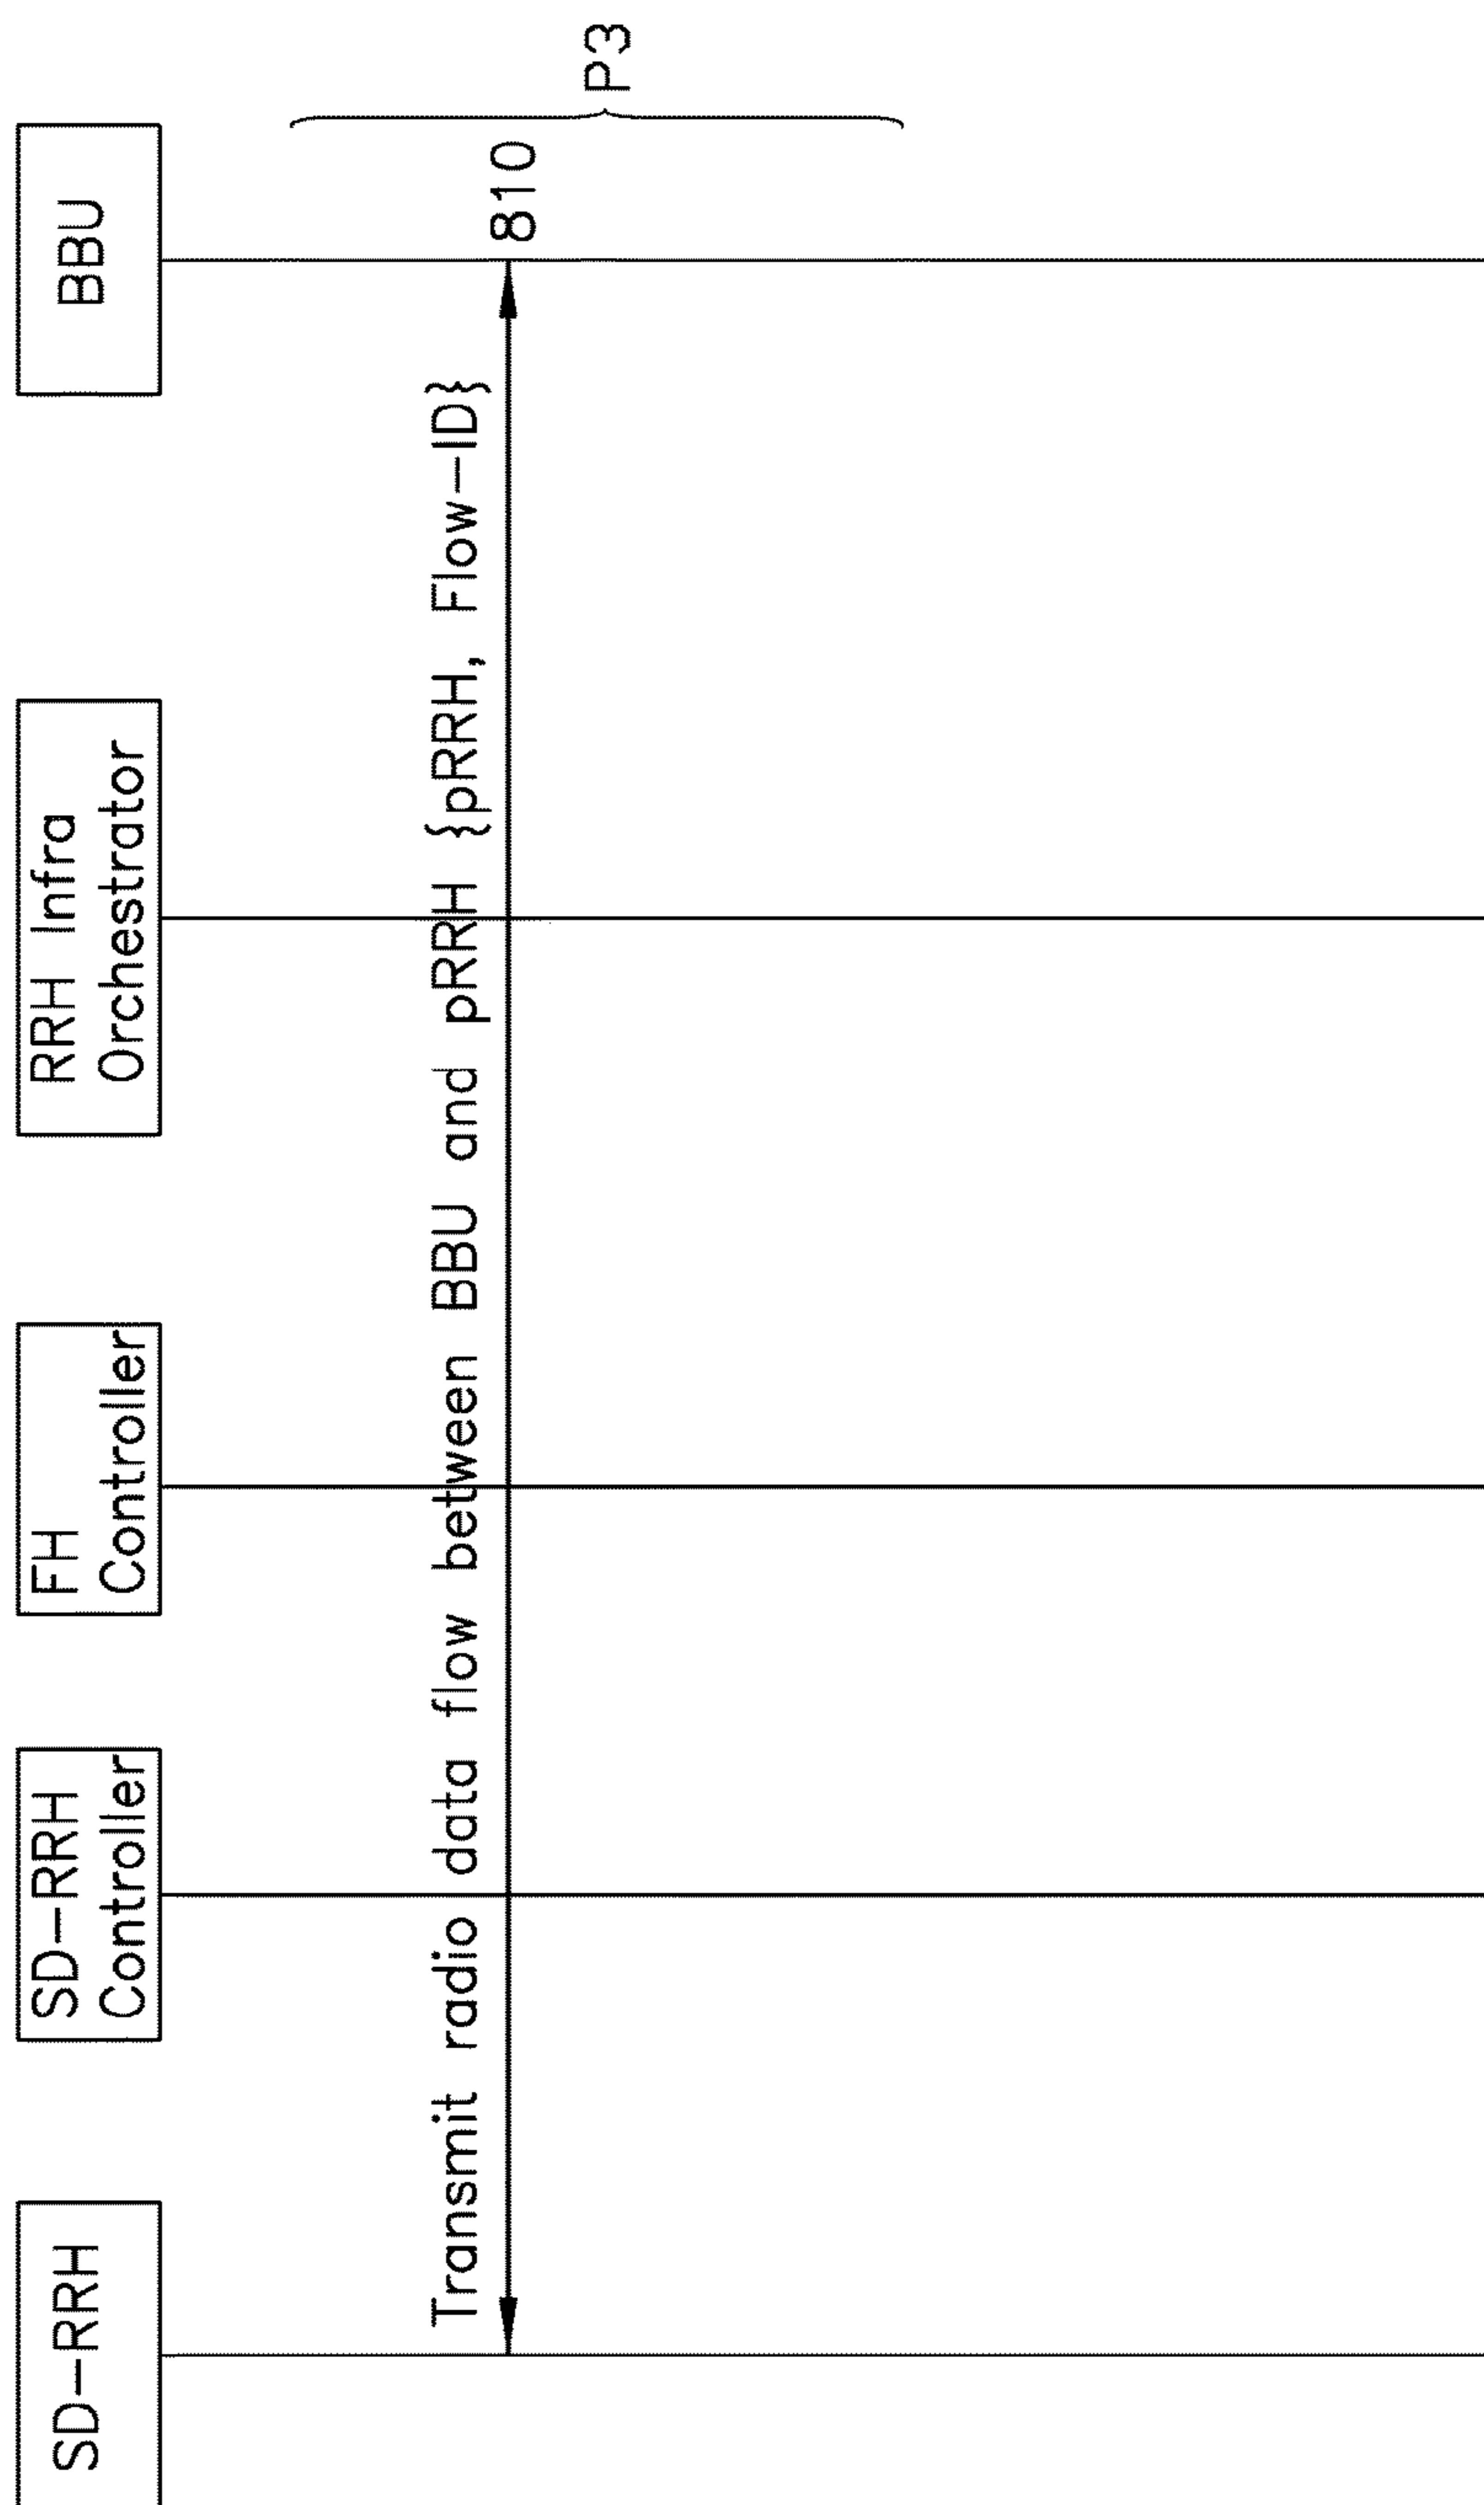 SD-RRH
SD-RRH
Controller
FH
Controller
RRH Infra
Orchestrator
BBU
Transmit radio data flow between BBU and pRRH {pRRH, Flow-ID}
810
P3